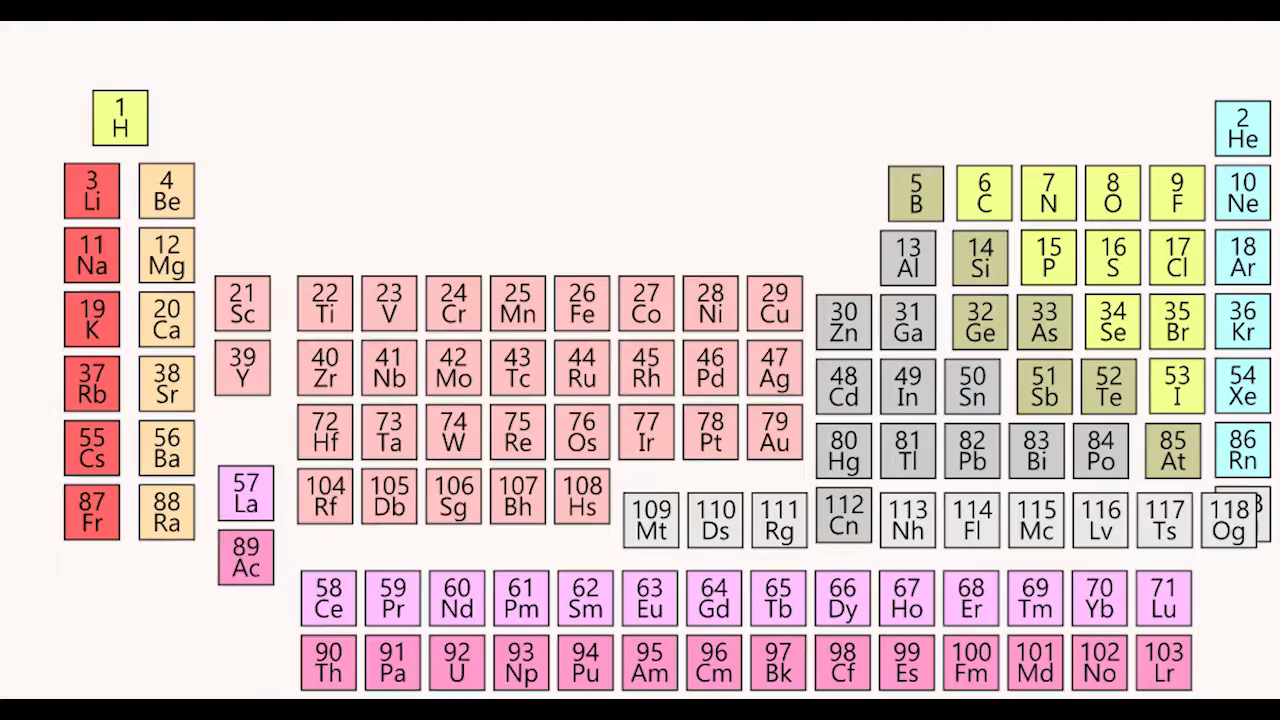 1
H
2
He
3 4 5 6 7 8 9 10
Li Be B C N O F Ne
11 12 13 14 15 16 17 18
Na Mg Al Si P S Cl Ar
19 20 21 22 23 24 25 26 27 28 29 30 31 32 33 34 35 36
K Ca Sc Ti V Cr Mn Fe Co Ni Cu Zn Ga Ge As Se Br Kr
37 38 39 40 41 42 43 44 45 46 47 48 49 50 51 52 53 54
Rb Sr Y Zr Nb Mo Tc Ru Rh Pd Ag Cd In Sn Sb Te I Xe
55 56 57 72 73 74 75 76 77 78 79 80 81 82 83 84 85 86
Cs Ba La Hf Ta W Re Os Ir Pt Au Hg Tl Pb Bi Po At Rn
87 88 89 104 105 106 107 108 109 110 111 112 113 114 115 116 117 118
Fr Ra Ac Rf Db Sg Bh Hs Mt Ds Rg Cn Nh Fl Mc Lv Ts Og
58 59 60 61 62 63 64 65 66 67 68 69 70 71
Ce Pr Nd Pm Sm Eu Gd Tb Dy Ho Er Tm Yb Lu
90 91 92 93 94 95 96 97 98 99 100 101 102 103
Th Pa U Np Pu Am Cm Bk Cf Es Fm Md No Lr